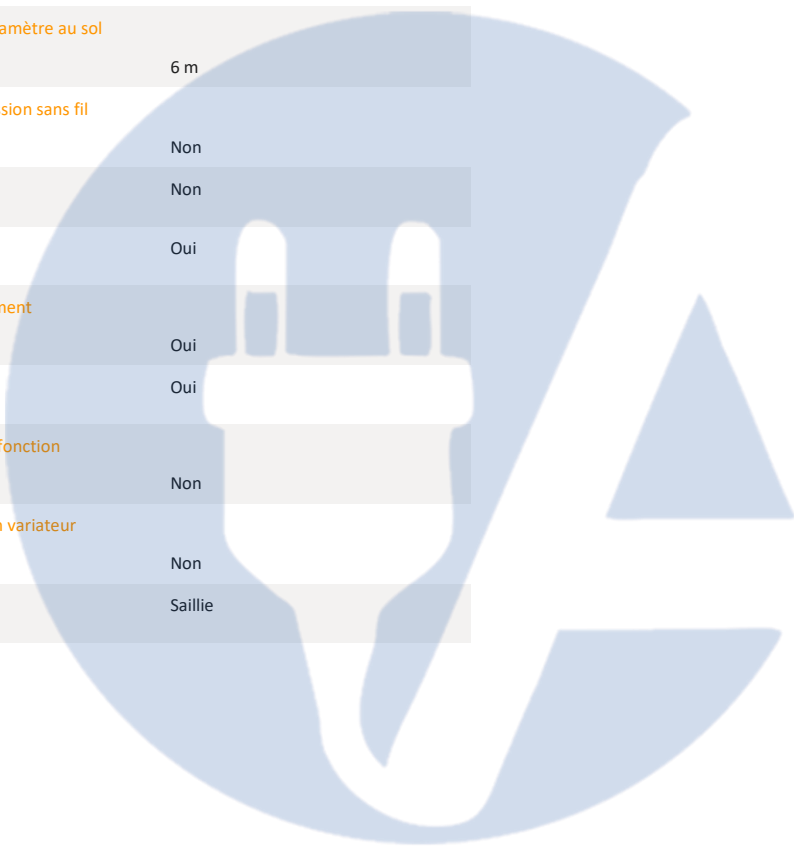 amètre au sol
6 m
sion sans fil
Non
Non
Oui
ment
Oui
Oui
fonction
Non
variateur
Non
Saillie